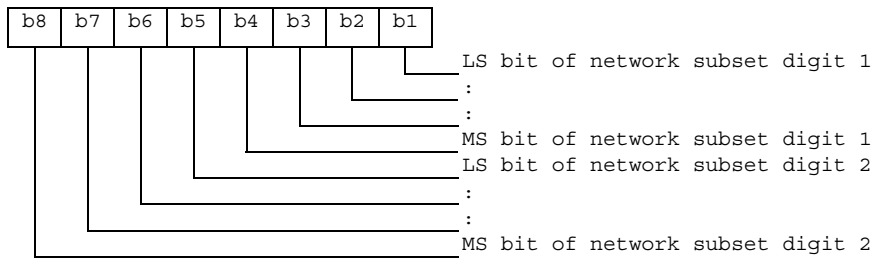 b8 b7 b6 b5 b4 b3 b2 b1
LS bit of network subset digit 1
:
:
MS bit of network subset digit 1
LS bit of network subset digit 2
:
:
MS bit of network subset digit 2